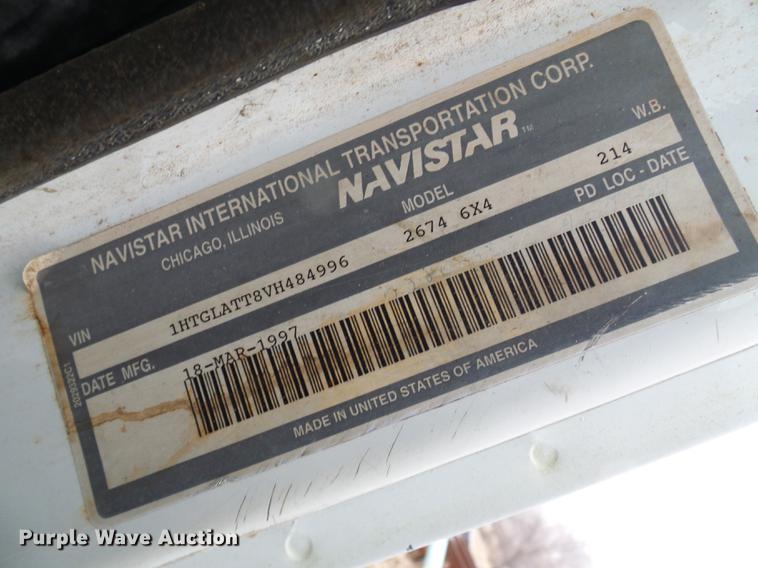 NAVISTAR INTERNATIONAL TRANSPORTATION CORP.
CHICAGO, ILLINOIS
NAVISTAR™
MODEL
W.B.
VIN
1HTGLATT8VH484996
2674 6X4
214
DATE MFG.
PD LOC - DATE
18-MAR-1997
MADE IN UNITED STATES OF AMERICA
Purple Wave Auction